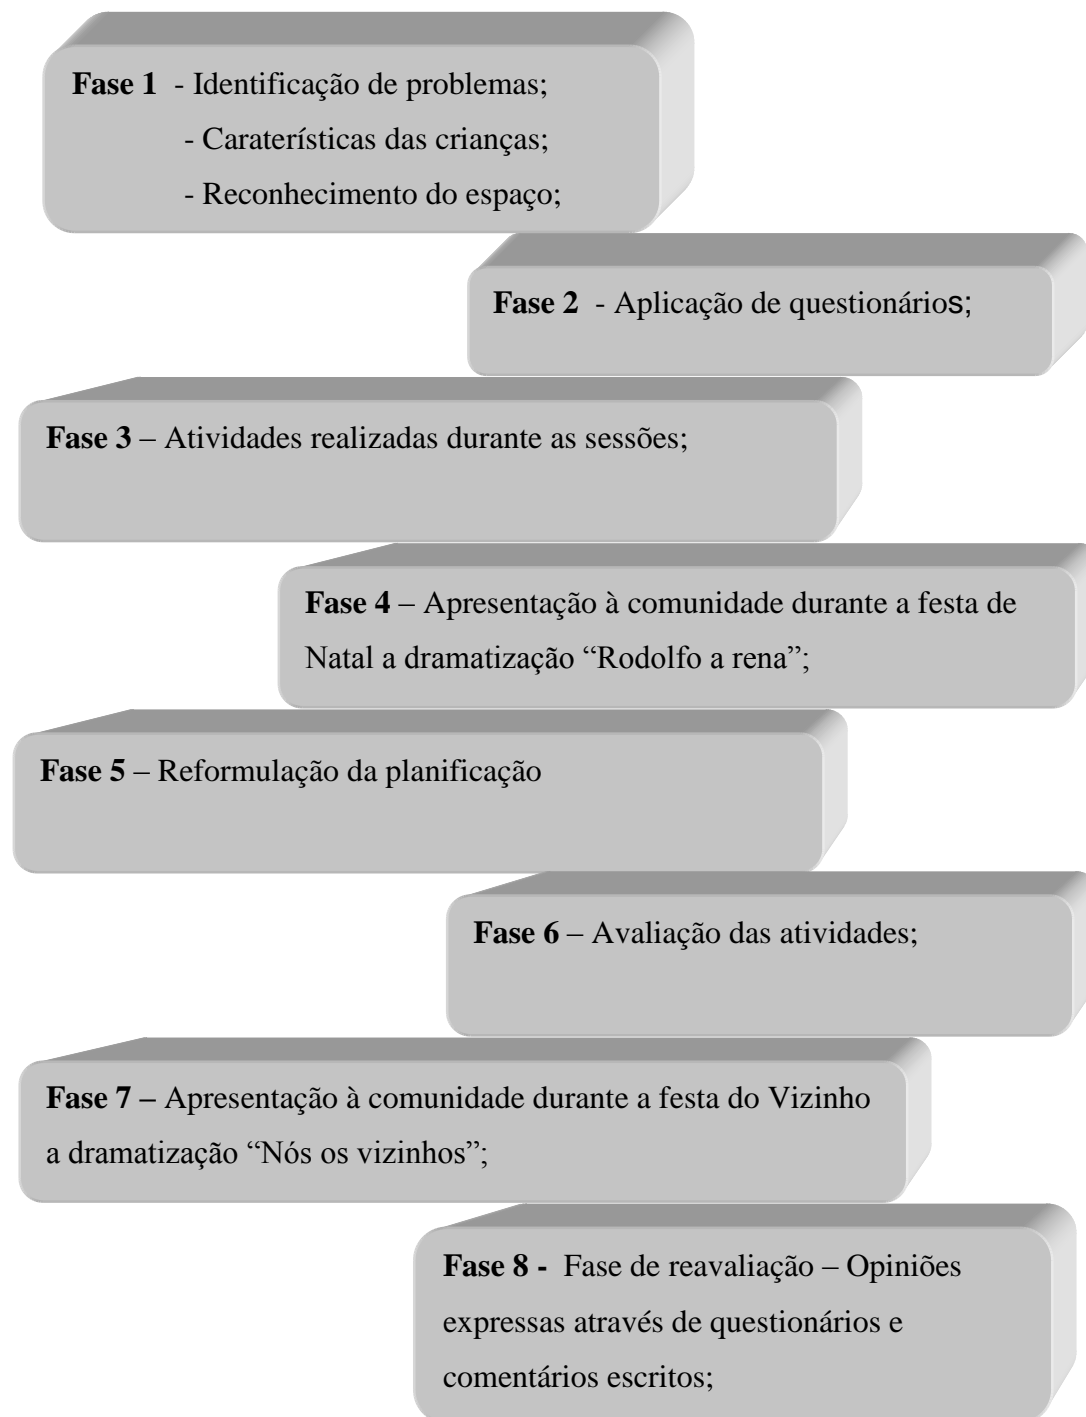 Fase 1 - Identificação de problemas;
- Caraterísticas das crianças;
- Reconhecimento do espaço;
Fase 2 - Aplicação de questionários;
Fase 3 – Atividades realizadas durante as sessões;
Fase 4 – Apresentação à comunidade durante a festa de
Natal a dramatização “Rodolfo a rena”;
Fase 5 – Reformulação da planificação
Fase 6 – Avaliação das atividades;
Fase 7 – Apresentação à comunidade durante a festa do Vizinho
a dramatização “Nós os vizinhos”;
Fase 8 - Fase de reavaliação – Opiniões
expressas através de questionários e
comentários escritos;